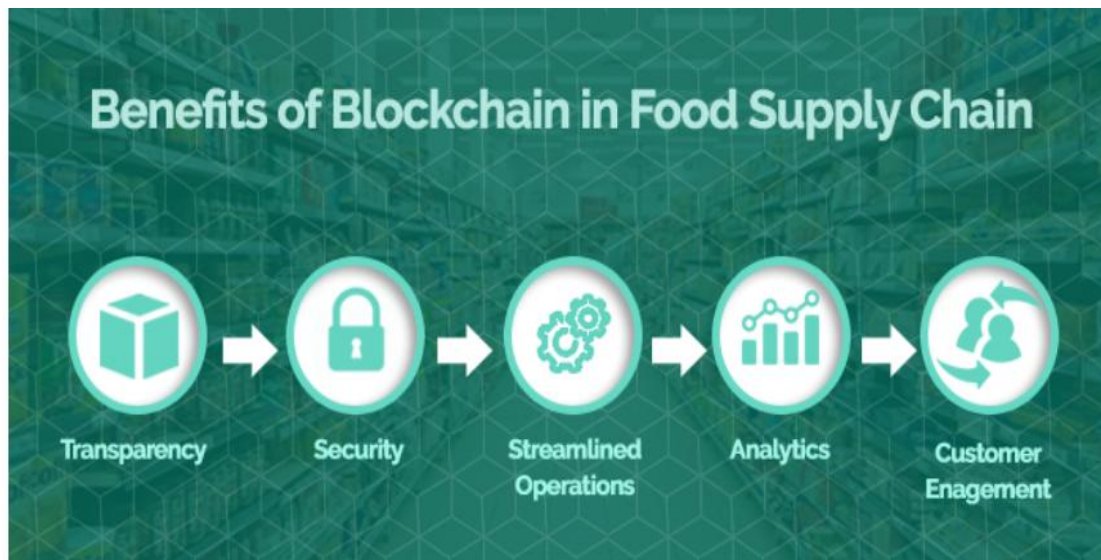 Benefits of Blockchain in Food Supply Chain
Transparency
Security
Streamlined
Operations
Analytics
Customer
Enagement